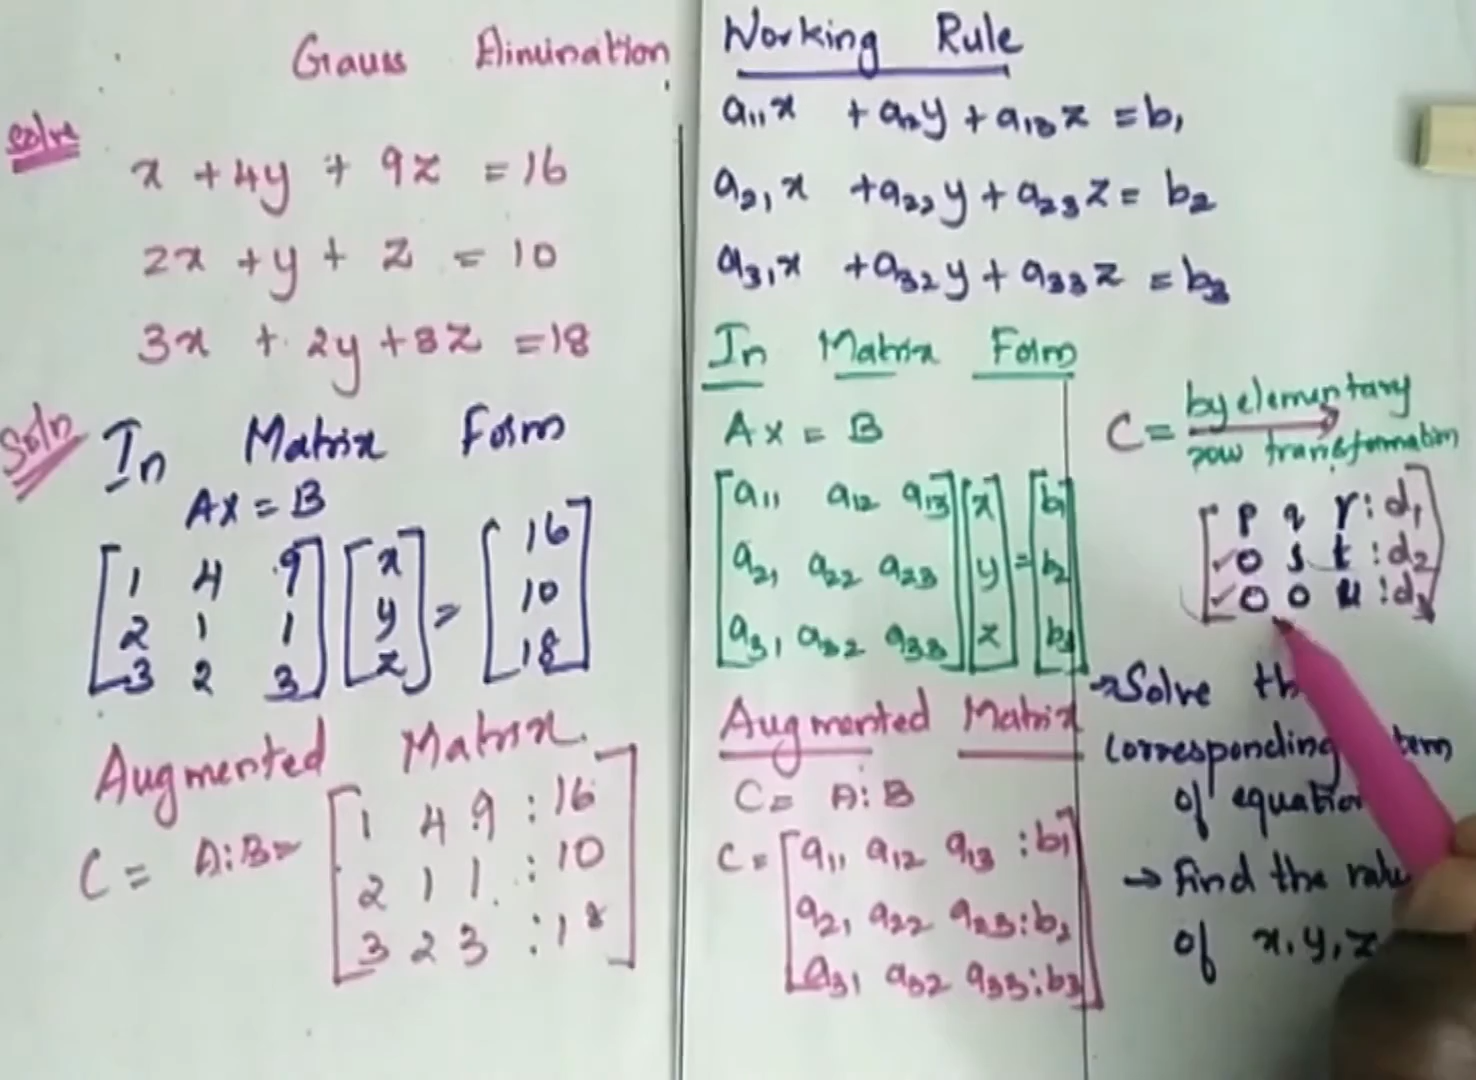 Gauss Elimination
Solve
x + 4y + 9z = 16
2x + y + z = 10
3x + 2y + 3z = 18
Soln
In Matrix Form
AX = B
[1 4 9] [x] = [16]
[2 1 1] [y] [10]
[3 2 3] [z] [18]
Augmented Matrix.
C = A:B = [1 4 9 : 16]
[2 1 1 : 10]
[3 2 3 : 18]
Working Rule
a11x + a12y + a13z = b1
a21x + a22y + a23z = b2
a31x + a32y + a33z = b3
In Matrix Form
AX = B
[a11 a12 a13] [x] = [b1]
[a21 a22 a23] [y] [b2]
[a31 a32 a33] [z] [b3]
Augmented Matrix
C = A:B
C = [a11 a12 a13 : b1]
[a21 a22 a23 : b2]
[a31 a32 a33 : b3]
C = by elementary
row transformation
[p q r : d1]
[0 s t : d2]
[0 0 u : d3]
→ Solve
corresponding
of equation
→ Find the
of x, y, z